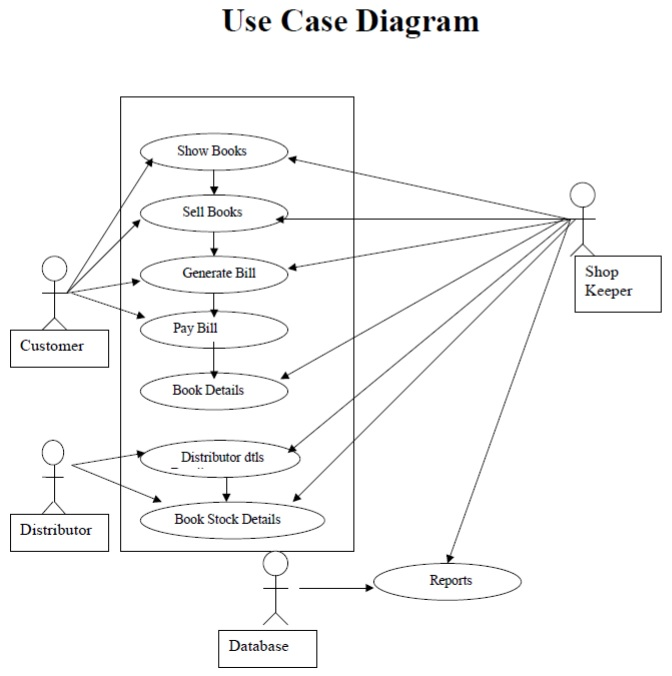 Use Case Diagram
Show Books
Sell Books
Generate Bill
Pay Bill
Book Details
Distributor dtls
Book Stock Details
Reports
Customer
Distributor
Shop
Keeper
Database